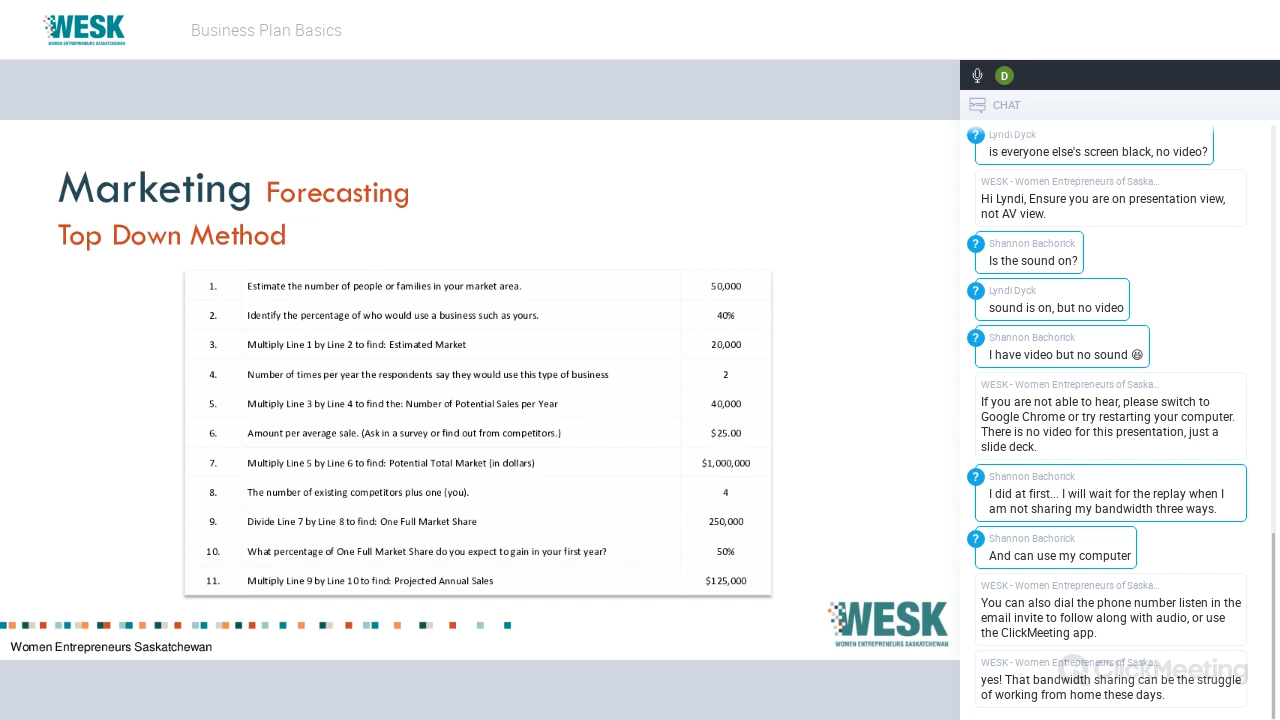 WESK
WOMEN ENTREPRENEURS SASKATCHEWAN
Business Plan Basics
D
CHAT
Marketing Forecasting
Top Down Method
1. Estimate the number of people or families in your market area. 50,000
2. Identify the percentage of who would use a business such as yours. 40%
3. Multiply Line 1 by Line 2 to find: Estimated Market 20,000
4. Number of times per year the respondents say they would use this type of business 2
5. Multiply Line 3 by Line 4 to find the: Number of Potential Sales per Year 40,000
6. Amount per average sale. (Ask in a survey or find out from competitors.) $25.00
7. Multiply Line 5 by Line 6 to find: Potential Total Market (in dollars) $1,000,000
8. The number of existing competitors plus one (you). 4
9. Divide Line 7 by Line 8 to find: One Full Market Share 250,000
10. What percentage of One Full Market Share do you expect to gain in your first year? 50%
11. Multiply Line 9 by Line 10 to find: Projected Annual Sales $125,000
WESK
WOMEN ENTREPRENEURS SASKATCHEWAN
Women Entrepreneurs Saskatchewan
? Lyndi Dyck
is everyone else's screen black, no video?
WESK - Women Entrepreneurs of Saska...
Hi Lyndi, Ensure you are on presentation view,
not AV view.
? Shannon Bachorick
Is the sound on?
? Lyndi Dyck
sound is on, but no video
? Shannon Bachorick
I have video but no sound 😆
WESK - Women Entrepreneurs of Saska...
If you are not able to hear, please switch to
Google Chrome or try restarting your computer.
There is no video for this presentation, just a
slide deck.
? Shannon Bachorick
I did at first... I will wait for the replay when I
am not sharing my bandwidth three ways.
? Shannon Bachorick
And can use my computer
WESK - Women Entrepreneurs of Saska...
You can also dial the phone number listen in the
email invite to follow along with audio, or use
the ClickMeeting app.
WESK - Women Entrepreneurs of Saska...
yes! That bandwidth sharing can be the struggle
of working from home these days.
ClickMeeting